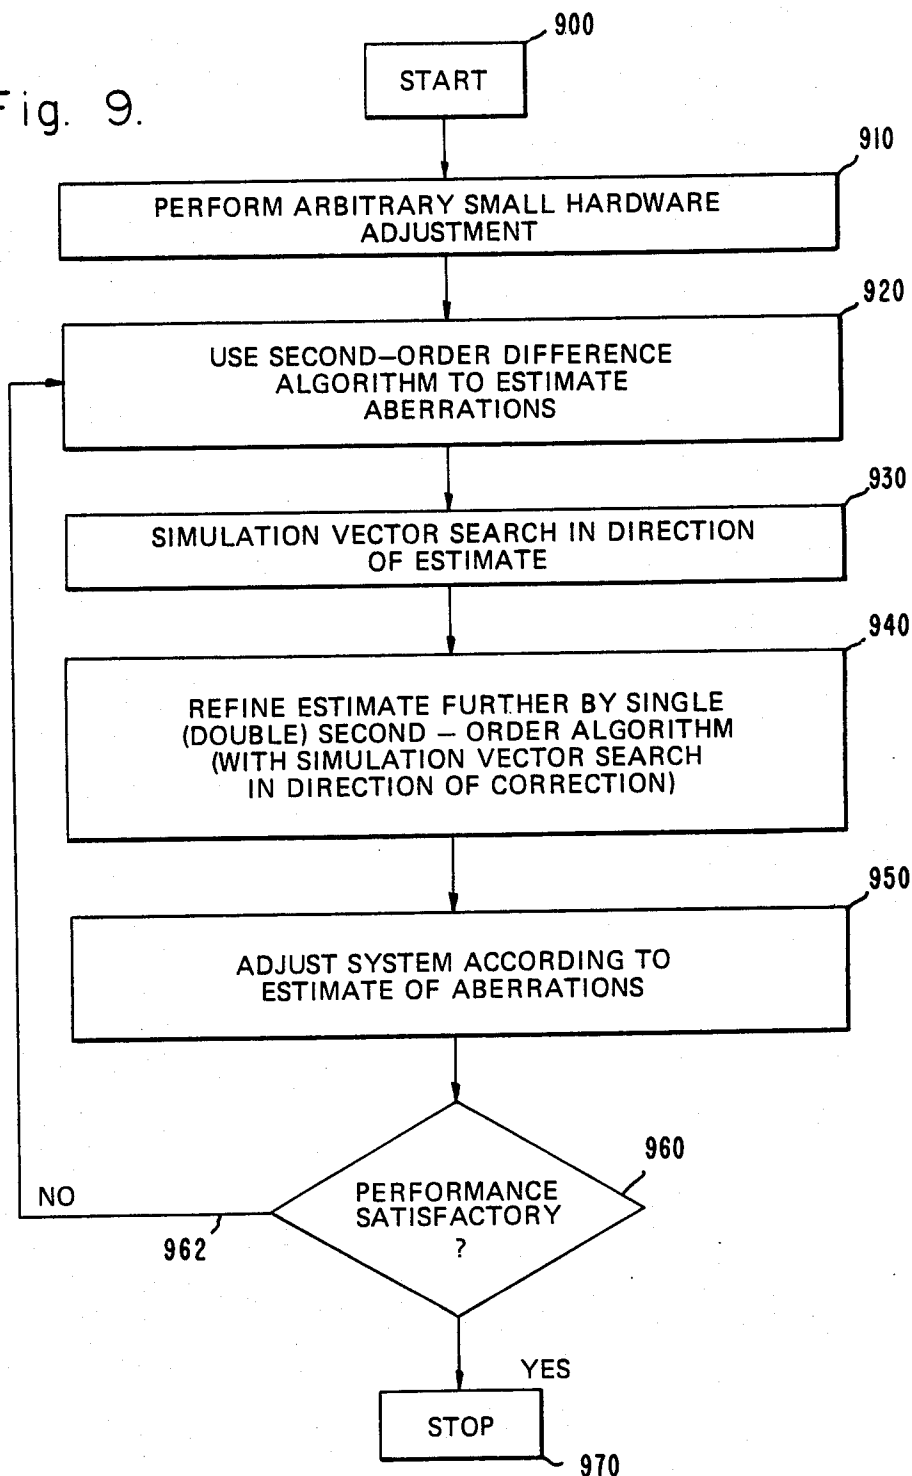 900
START
Fig. 9.
910
PERFORM ARBITRARY SMALL HARDWARE
ADJUSTMENT
920
USE SECOND-ORDER DIFFERENCE
ALGORITHM TO ESTIMATE
ABERRATIONS
930
SIMULATION VECTOR SEARCH IN DIRECTION
OF ESTIMATE
940
REFINE ESTIMATE FURTHER BY SINGLE
(DOUBLE) SECOND – ORDER ALGORITHM
(WITH SIMULATION VECTOR SEARCH
IN DIRECTION OF CORRECTION)
950
ADJUST SYSTEM ACCORDING TO
ESTIMATE OF ABERRATIONS
960
PERFORMANCE
SATISFACTORY
?
NO
962
YES
STOP
970